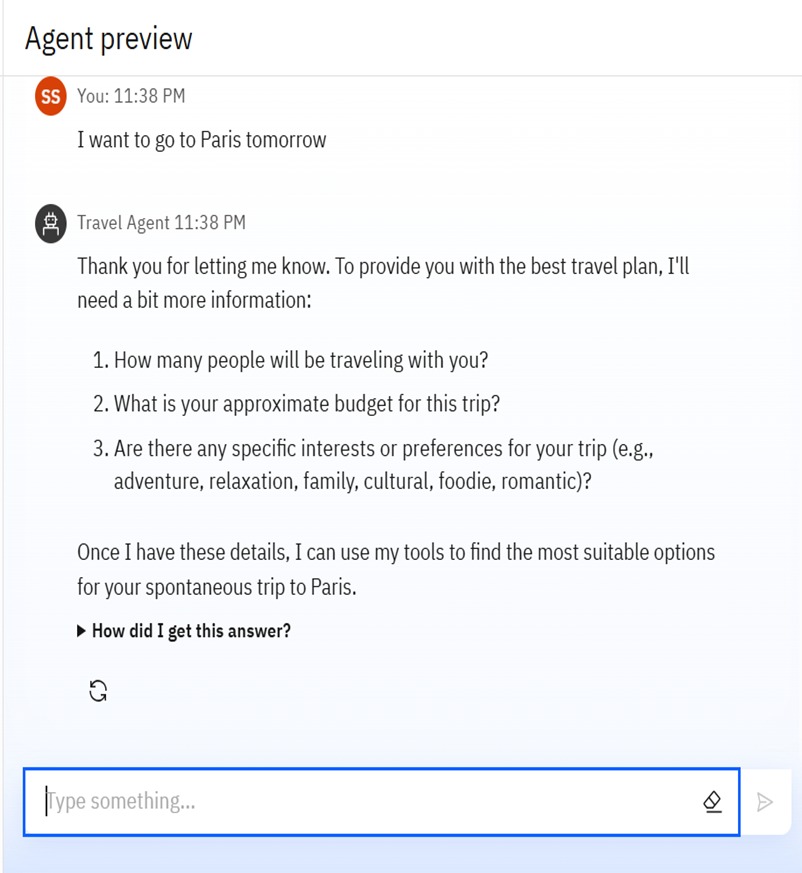 Agent preview
SS
You: 11:38 PM
I want to go to Paris tomorrow
Travel Agent 11:38 PM
Thank you for letting me know. To provide you with the best travel plan, I'll
need a bit more information:
1. How many people will be traveling with you?
2. What is your approximate budget for this trip?
3. Are there any specific interests or preferences for your trip (e.g.,
adventure, relaxation, family, cultural, foodie, romantic)?
Once I have these details, I can use my tools to find the most suitable options
for your spontaneous trip to Paris.
How did I get this answer?
Type something...